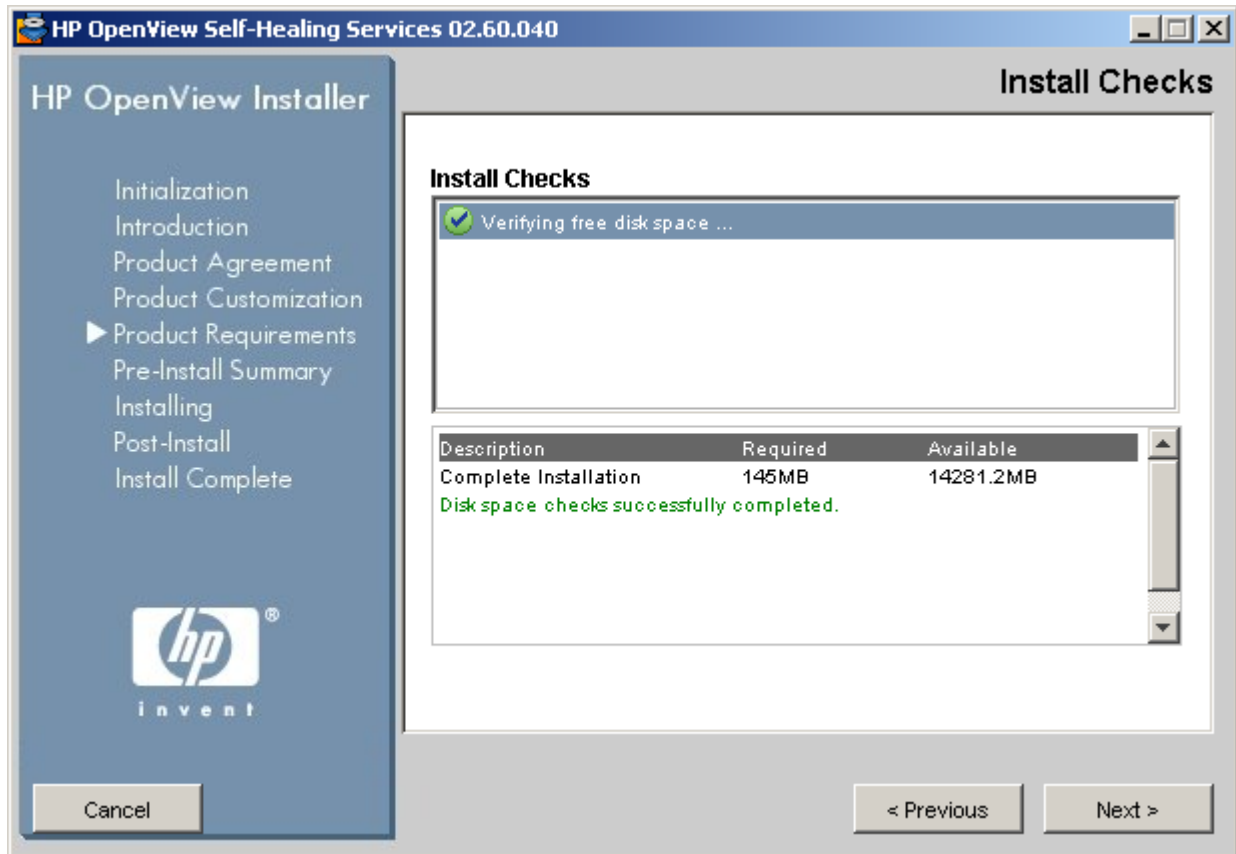 HP OpenView Self-Healing Services 02.60.040
HP OpenView Installer
Initialization
Introduction
Product Agreement
Product Customization
Product Requirements
Pre-Install Summary
Installing
Post-Install
Install Complete
hp ®
invent
Cancel
Install Checks
Install Checks
Verifying free disk space ...
Description Required Available
Complete Installation 145MB 14281.2MB
Disk space checks successfully completed.
< Previous Next >